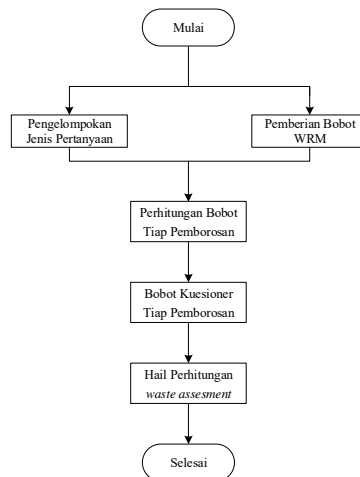 Mulai
Pengelompokan
Jenis Pertanyaan
Pemberian Bobot
WRM
Perhitungan Bobot
Tiap Pemborosan
Bobot Kuesioner
Tiap Pemborosan
Hail Perhitungan
waste assesment
Selesai